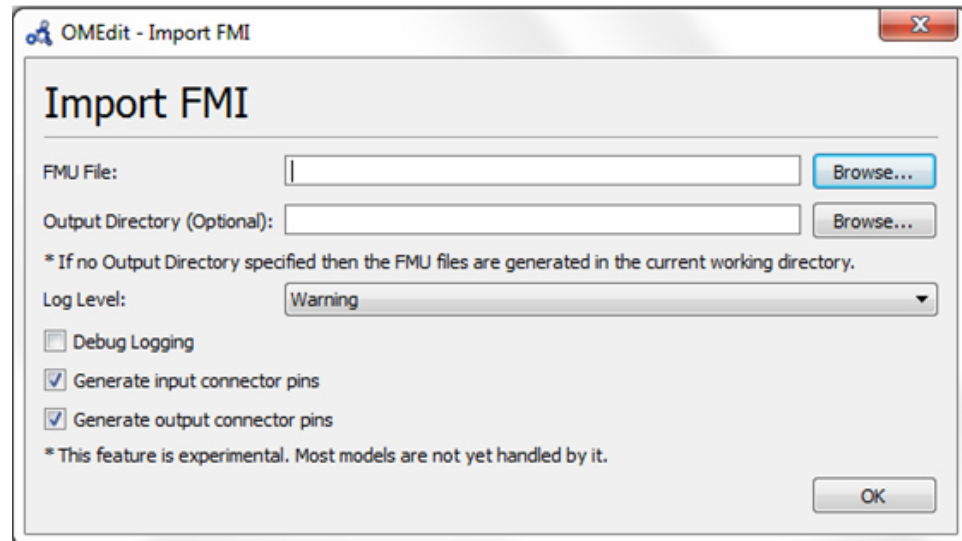 OMEdit - Import FMI
Import FMI
FMU File:
Browse...
Output Directory (Optional):
Browse...
* If no Output Directory specified then the FMU files are generated in the current working directory.
Log Level:
Warning
Debug Logging
Generate input connector pins
Generate output connector pins
* This feature is experimental. Most models are not yet handled by it.
OK